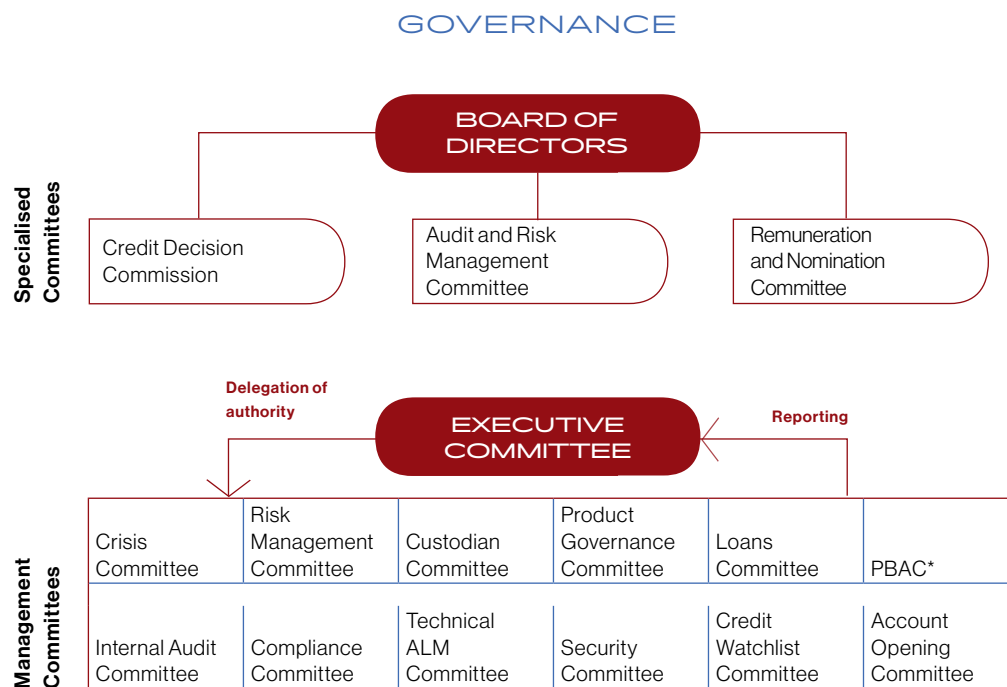 GOVERNANCE
BOARD OF
DIRECTORS
Specialised
Committees
Credit Decision
Commission
Audit and Risk
Management
Committee
Remuneration
and Nomination
Committee
Delegation of
authority
EXECUTIVE
COMMITTEE
Reporting
Management
Committees
Crisis
Committee
Risk
Management
Committee
Custodian
Committee
Product
Governance
Committee
Loans
Committee
PBAC*
Internal Audit
Committee
Compliance
Committee
Technical
ALM
Committee
Security
Committee
Credit
Watchlist
Committee
Account
Opening
Committee